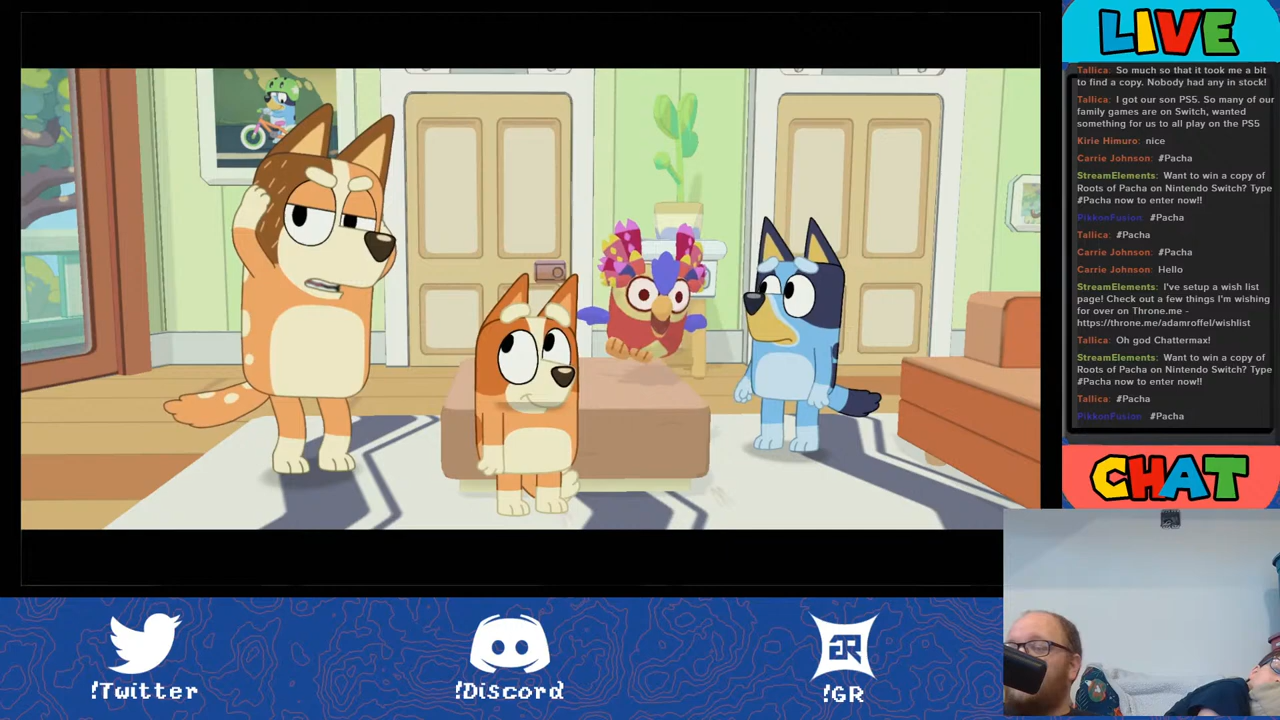 LIVE
Tallica: So much so that it took me a bit
to find a copy. Nobody had any in stock!
Tallica: I got our son PS5. So many of our
family games are on Switch, wanted
something for us to all play on the PS5
Kirie Himuro: nice
Carrie Johnson: #Pacha
StreamElements: Want to win a copy of
Roots of Pacha on Nintendo Switch? Type
#Pacha now to enter now!!
PikkonFusion: #Pacha
Tallica: #Pacha
Carrie Johnson: #Pacha
Carrie Johnson: Hello
StreamElements: I've setup a wish list
page! Check out a few things I'm wishing
for over on Throne.me -
https://throne.me/adamroffel/wishlist
Tallica: Oh god Chattermax!
StreamElements: Want to win a copy of
Roots of Pacha on Nintendo Switch? Type
#Pacha now to enter now!!
Tallica: #Pacha
PikkonFusion: #Pacha
CHAT
GR
!Twitter
!Discord
!GR